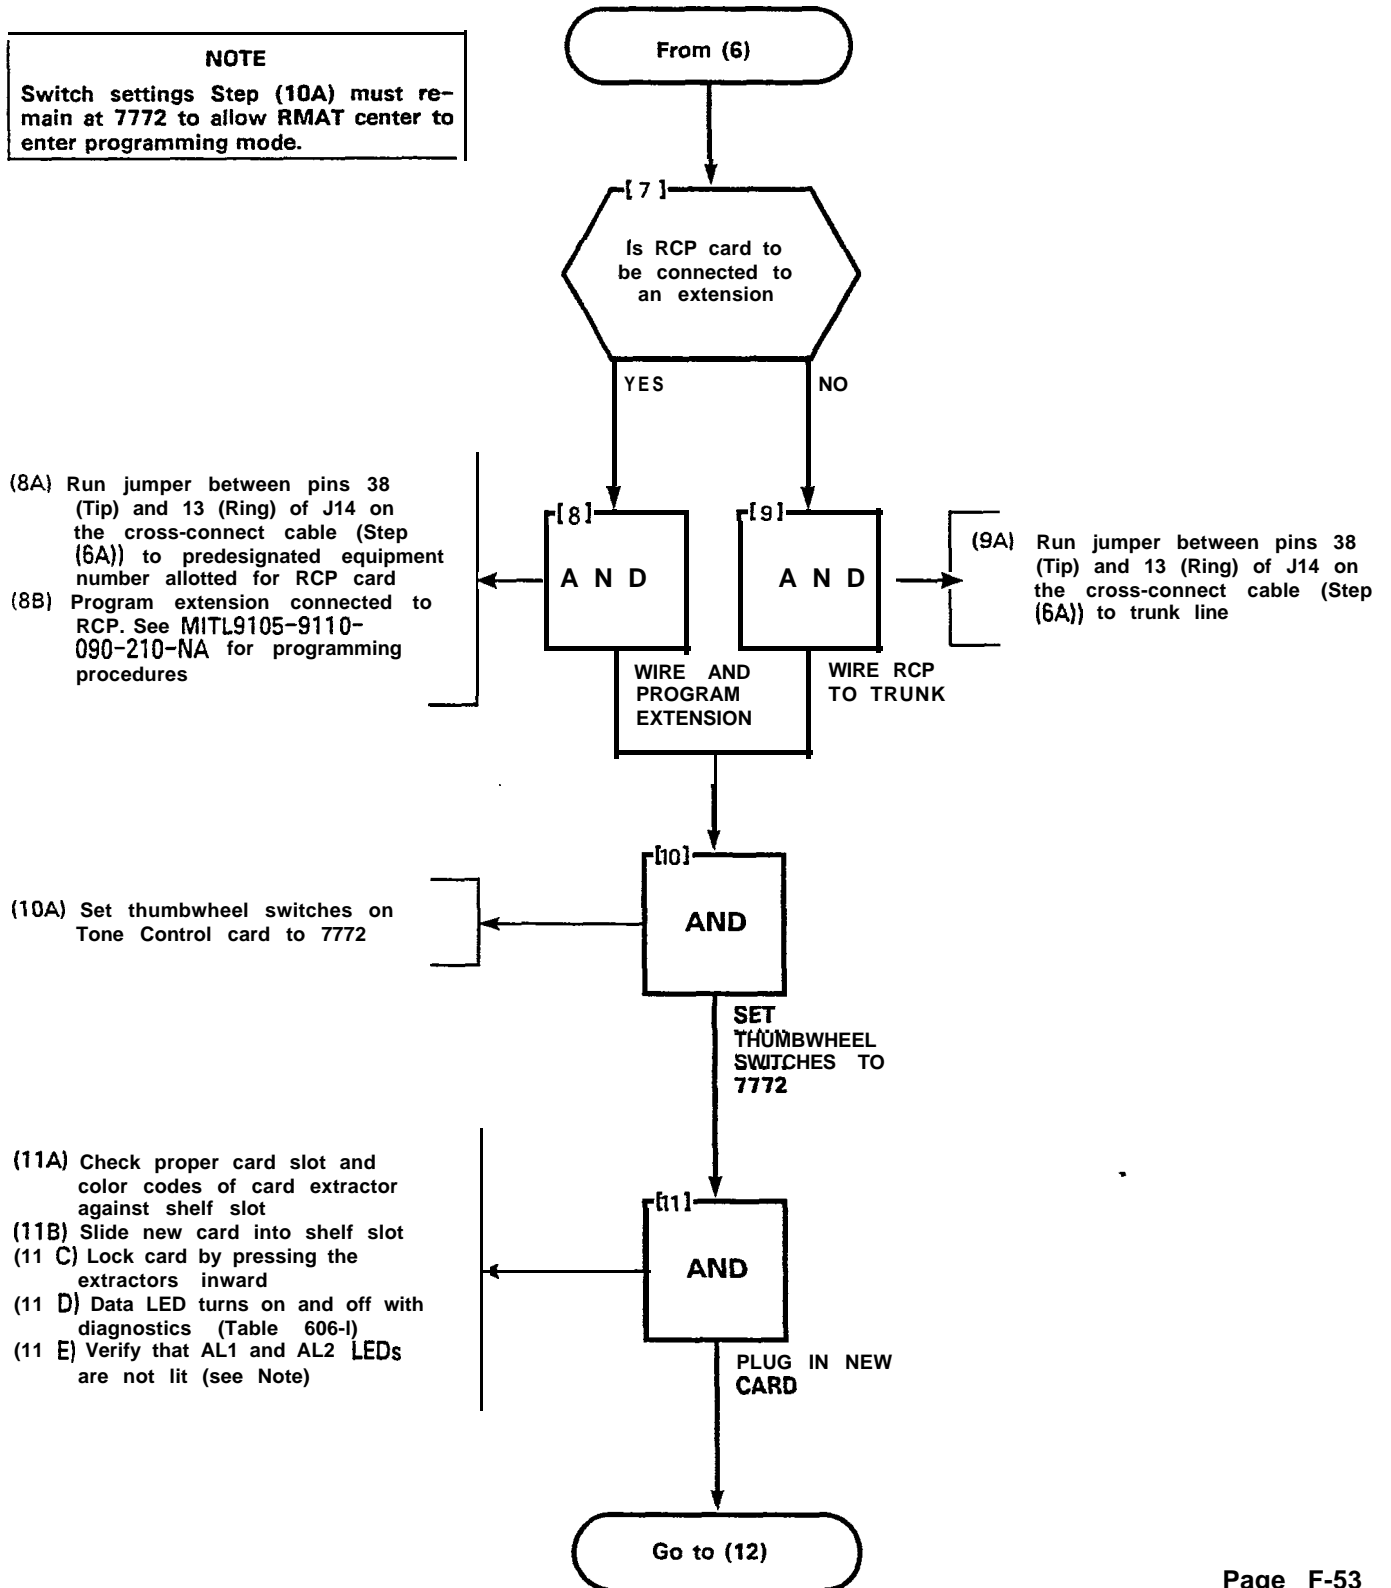 NOTE
Switch settings Step (10A) must re-
main at 7772 to allow RMAT center to
enter programming mode.
From (6)
[7]
Is RCP card to
be connected to
an extension
YES
NO
(8A) Run jumper between pins 38
(Tip) and 13 (Ring) of J14 on
the cross-connect cable (Step
(6A)) to predesignated equipment
number allotted for RCP card
(8B) Program extension connected to
RCP. See MITL9105-9110-
090-210-NA for programming
procedures
[8]
AND
WIRE AND
PROGRAM
EXTENSION
[9]
AND
WIRE RCP
TO TRUNK
(9A) Run jumper between pins 38
(Tip) and 13 (Ring) of J14 on
the cross-connect cable (Step
(6A)) to trunk line
(10A) Set thumbwheel switches on
Tone Control card to 7772
[10]
AND
SET
THUMBWHEEL
SWITCHES TO
7772
(11A) Check proper card slot and
color codes of card extractor
against shelf slot
(11B) Slide new card into shelf slot
(11 C) Lock card by pressing the
extractors inward
(11 D) Data LED turns on and off with
diagnostics (Table 606-I)
(11 E) Verify that AL1 and AL2 LEDs
are not lit (see Note)
[11]
AND
PLUG IN NEW
CARD
Go to (12)
Page F-53